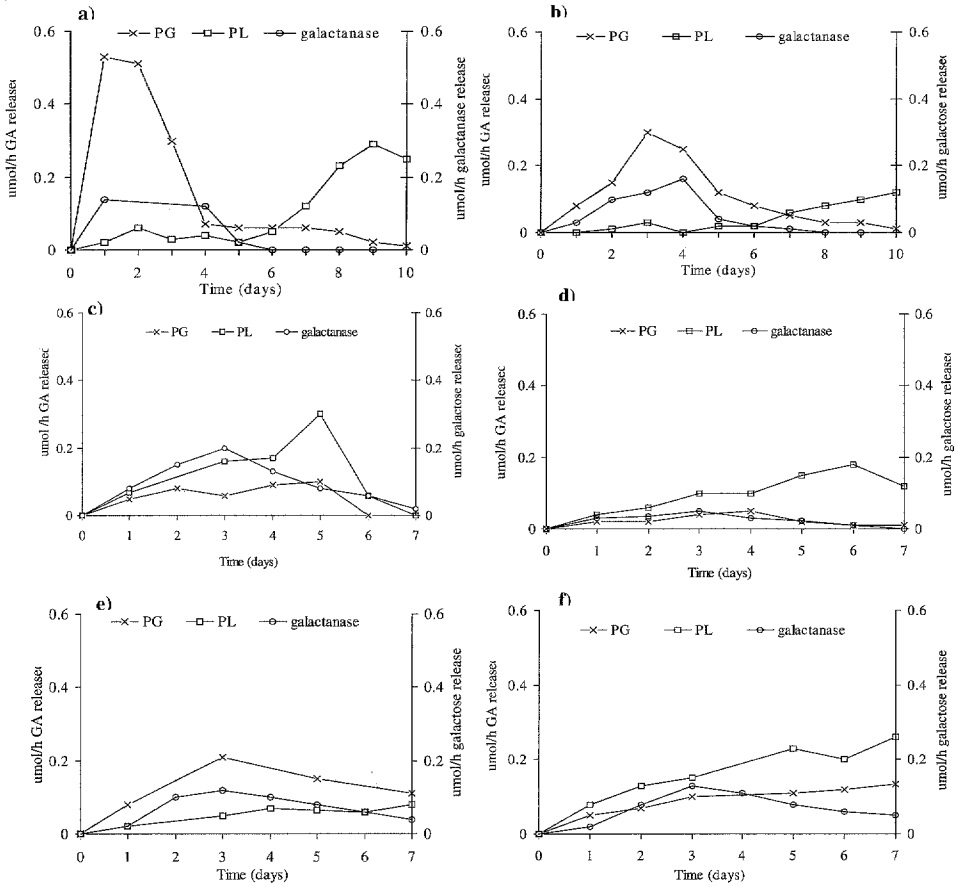 a)
PG PL galactanase
0.6
0.4
0.2
0
0.6
0.4
0.2
0
umol/h GA released
umol/h galactanase release
0 2 4 6 8 10
Time (days)
b)
PG PL galactanase
0.6
0.4
0.2
0
0.6
0.4
0.2
0
umol/h GA released
umol/h galactose released
0 2 4 6 8 10
Time (days)
c)
PG PL galactanase
0.6
0.4
0.2
0
0.6
0.4
0.2
0
umol /h GA released
umol/h galactose released
0 1 2 3 4 5 6 7
Time (days)
d)
PG PL galactanase
0.6
0.4
0.2
0
0.6
0.4
0.2
0
umol/h GA released
umol/h galactose released
0 1 2 3 4 5 6 7
Time (days)
e)
PG PL galactanase
0.6
0.4
0.2
0
0.6
0.4
0.2
0
umol/h GA released
umol/h galactose release
0 1 2 3 4 5 6 7
Time (days)
f)
PG PL galactanase
0.6
0.4
0.2
0
0.6
0.4
0.2
0
umol/h GA released
umol/h galactose release
0 1 2 3 4 5 6 7
Time (days)